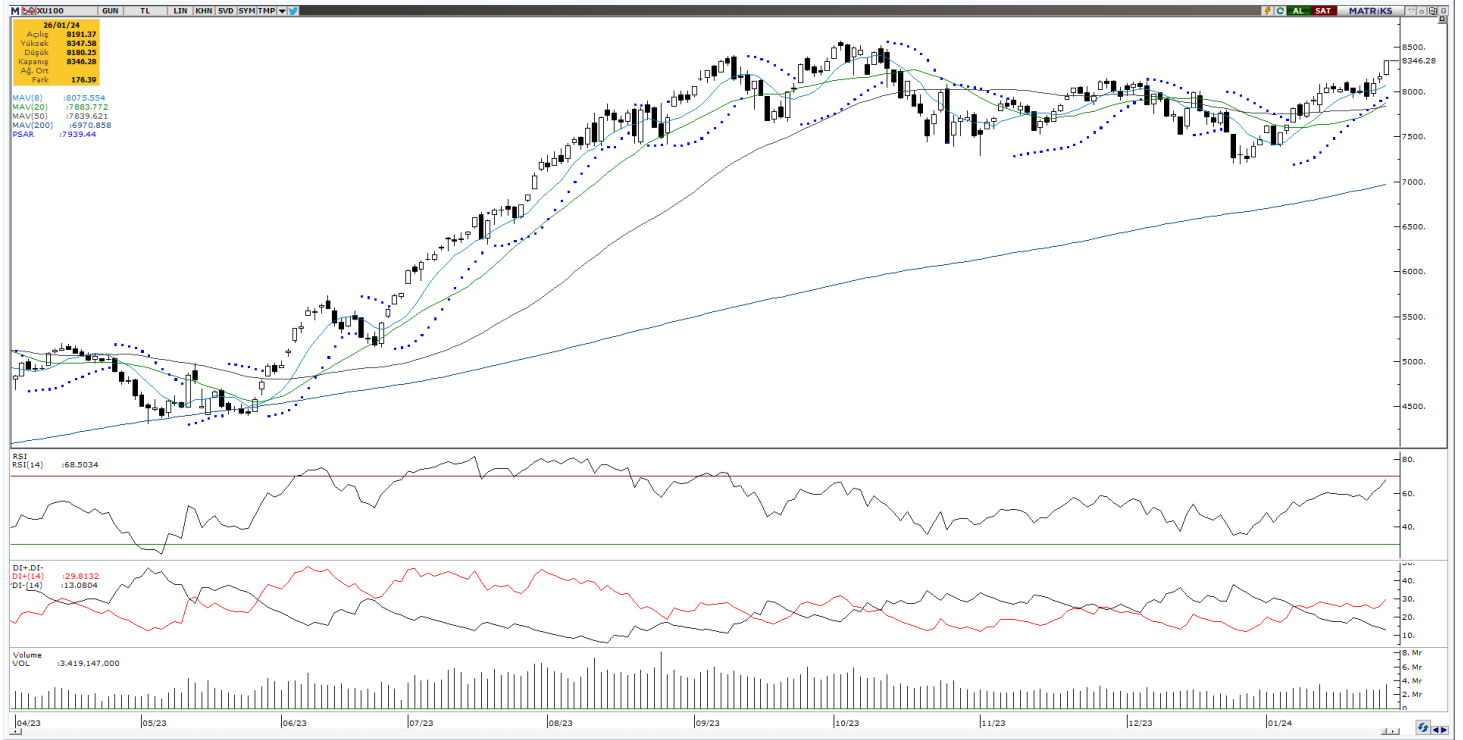 M XU100 GUN TL LIN KHN SVD SYM TMP AL SAT MATRiKS
26/01/24
Açılış 8191.37
Yüksek 8347.58
Düşük 8180.25
Kapanış 8346.28
Ağ. Ort
Fark 176.39
MAV(8) :8075.554
MAV(20) :7883.772
MAV(50) :7839.621
MAV(200) :6970.858
PSAR :7939.44
8500.
8346.28
8000.
7500.
7000.
6500.
6000.
5500.
5000.
4500.
RSI
RSI(14) :68.5034
80.
60.
40.
DI+,DI-
DI+(14) :29.8132
DI-(14) :13.0804
40.
30.
20.
10.
Volume
VOL :3,419,147,000
8. Mr
6. Mr
4. Mr
2. Mr
0.
04/23 05/23 06/23 07/23 08/23 09/23 10/23 11/23 12/23 01/24